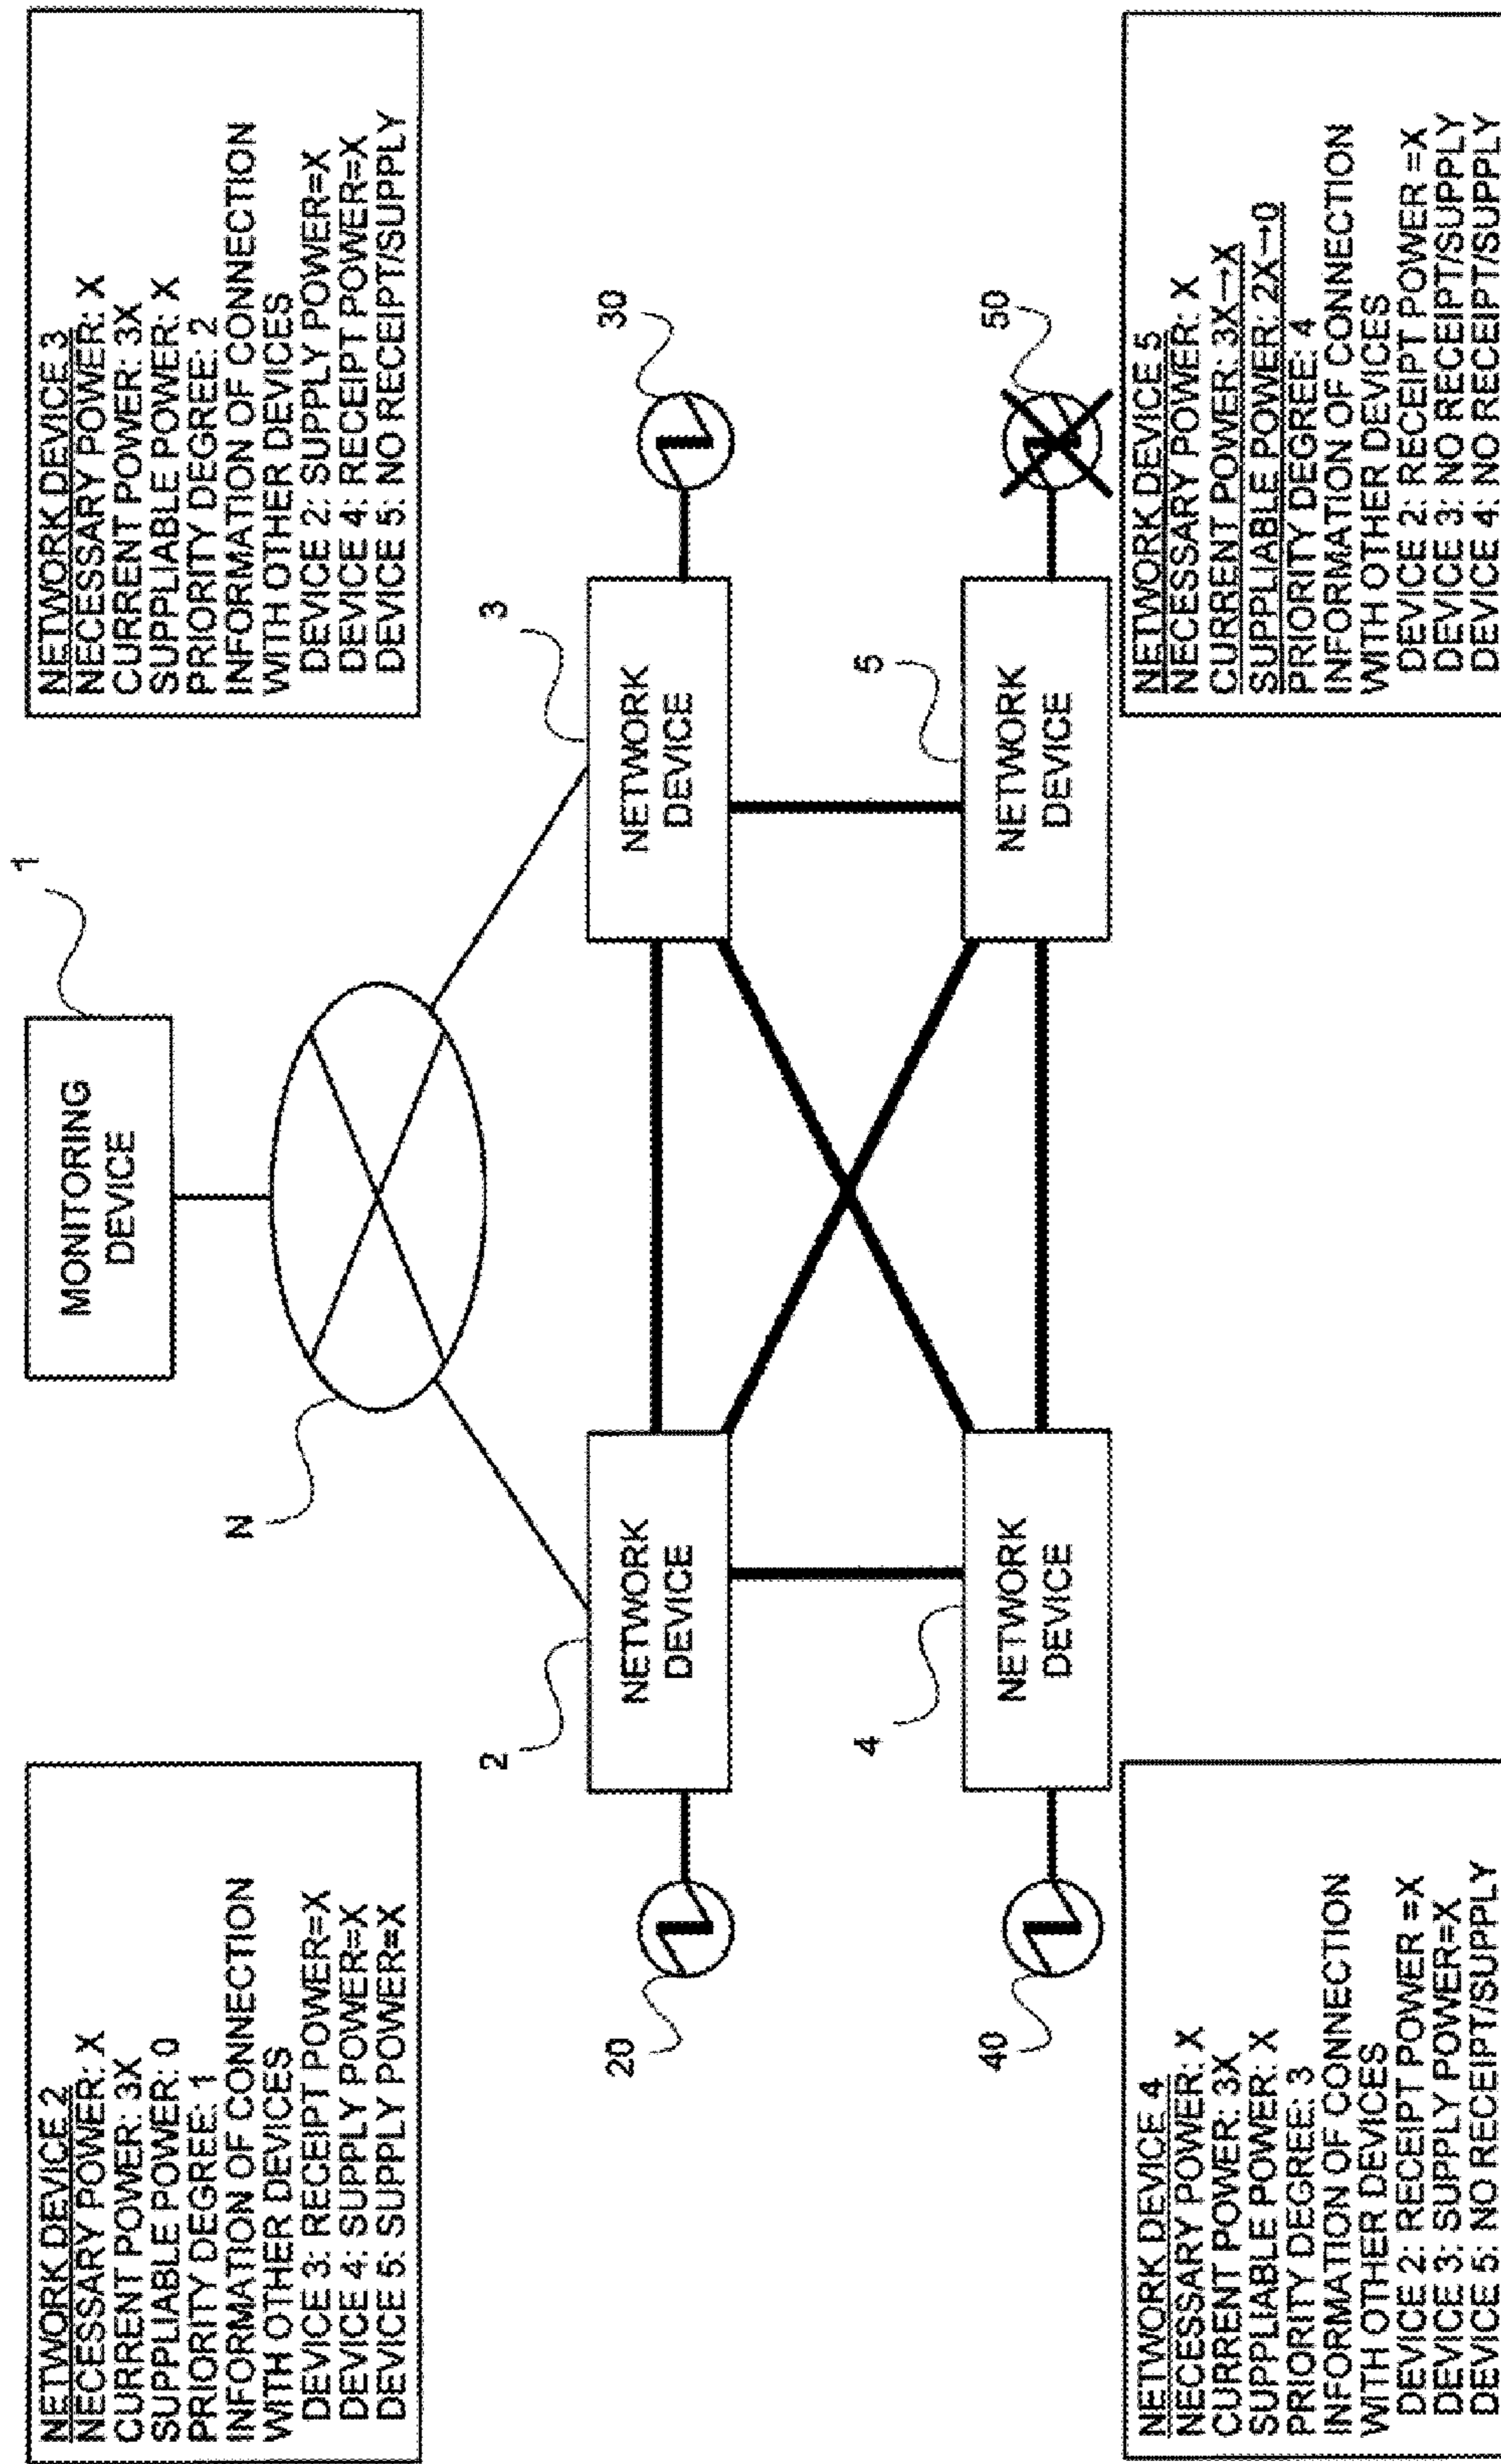 MONITORING
DEVICE
1
N
NETWORK DEVICE 2
NECESSARY POWER: X
CURRENT POWER: 3X
SUPPLIABLE POWER: 0
PRIORITY DEGREE: 1
INFORMATION OF CONNECTION
WITH OTHER DEVICES
DEVICE 3: RECEIPT POWER=X
DEVICE 4: SUPPLY POWER=X
DEVICE 5: SUPPLY POWER=X
NETWORK DEVICE 3
NECESSARY POWER: X
CURRENT POWER: 3X
SUPPLIABLE POWER: X
PRIORITY DEGREE: 2
INFORMATION OF CONNECTION
WITH OTHER DEVICES
DEVICE 2: SUPPLY POWER=X
DEVICE 4: RECEIPT POWER=X
DEVICE 5: NO RECEIPT/SUPPLY
20
2
NETWORK
DEVICE
3
NETWORK
DEVICE
30
40
4
NETWORK
DEVICE
5
NETWORK
DEVICE
50
NETWORK DEVICE 4
NECESSARY POWER: X
CURRENT POWER: 3X
SUPPLIABLE POWER: X
PRIORITY DEGREE: 3
INFORMATION OF CONNECTION
WITH OTHER DEVICES
DEVICE 2: RECEIPT POWER =X
DEVICE 3: SUPPLY POWER=X
DEVICE 5: NO RECEIPT/SUPPLY
NETWORK DEVICE 5
NECESSARY POWER: X
CURRENT POWER: 3X→X
SUPPLIABLE POWER: 2X→0
PRIORITY DEGREE: 4
INFORMATION OF CONNECTION
WITH OTHER DEVICES
DEVICE 2: RECEIPT POWER =X
DEVICE 3: NO RECEIPT/SUPPLY
DEVICE 4: NO RECEIPT/SUPPLY